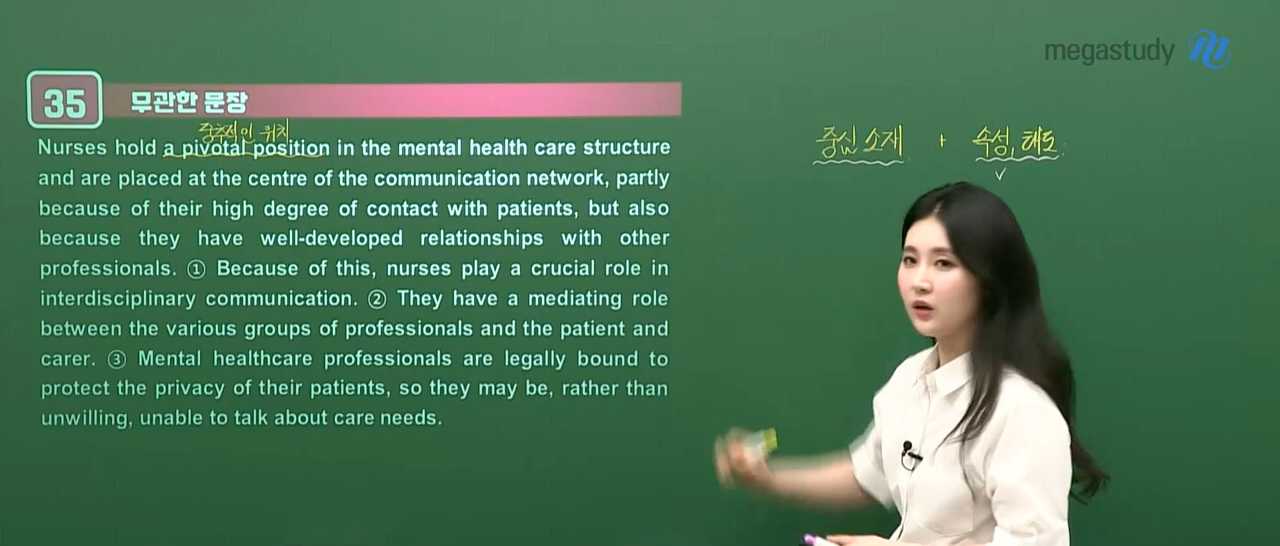 megastudy
35 무관한 문장
중추적인 위치
Nurses hold a pivotal position in the mental health care structure
and are placed at the centre of the communication network, partly
because of their high degree of contact with patients, but also
because they have well-developed relationships with other
professionals. ① Because of this, nurses play a crucial role in
interdisciplinary communication. ② They have a mediating role
between the various groups of professionals and the patient and
carer. ③ Mental healthcare professionals are legally bound to
protect the privacy of their patients, so they may be, rather than
unwilling, unable to talk about care needs.
중심 소재 + 속성, 태도